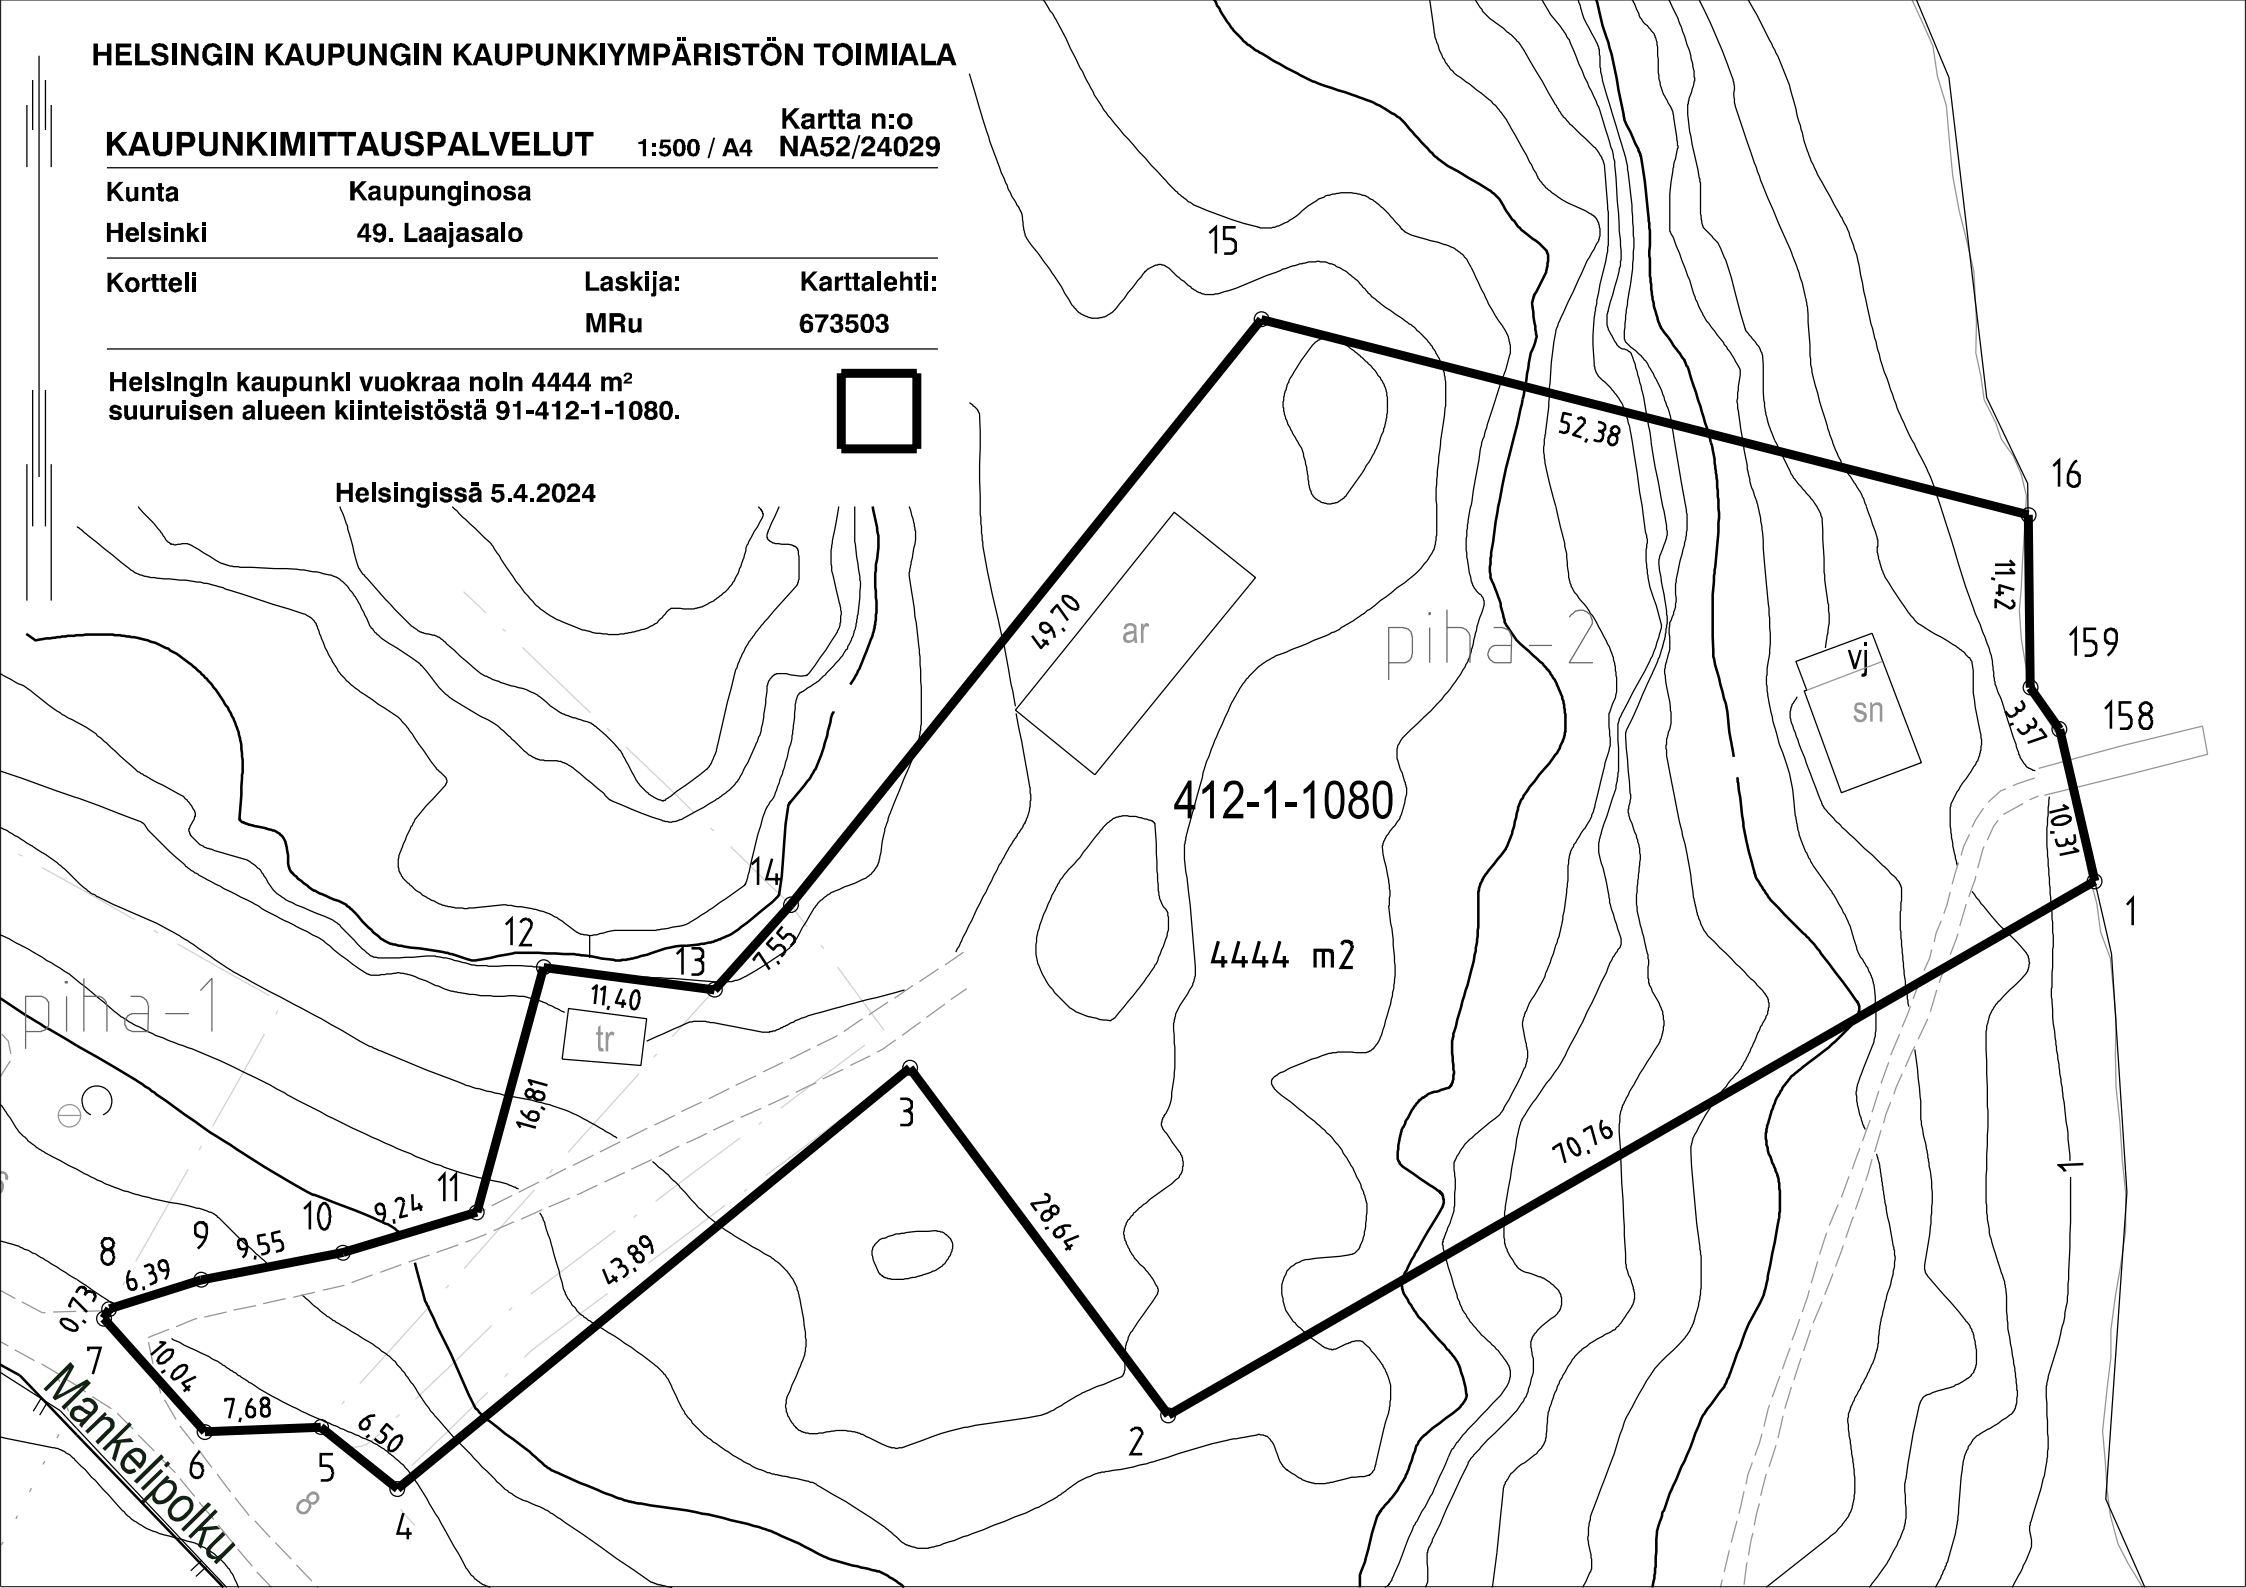 HELSINGIN KAUPUNGIN KAUPUNKIYMPÄRISTÖN TOIMIALA
KAUPUNKIMITTAUSPALVELUT 1:500 / A4 Kartta n:o
NA52/24029
Kunta Kaupunginosa
Helsinki 49. Laajasalo
Kortteli Laskija: Karttalehti:
MRu 673503
Helsingin kaupunki vuokraa noin 4444 m²
suuruisen alueen kiinteistöstä 91-412-1-1080.
Helsingissä 5.4.2024
15
52,38
16
11,42
159
3,37
158
10,31
1
49,70
ar
piha-2
vj
sn
412-1-1080
4444 m2
14
7,55
13
12
11,40
tr
16,81
piha-1
3
70,76
1
28,64
11
9,24
10
9,55
9
6,39
8
0,73
7
10,04
43,89
7,68
6,50
6
5
4
2
8
Mankelipolku